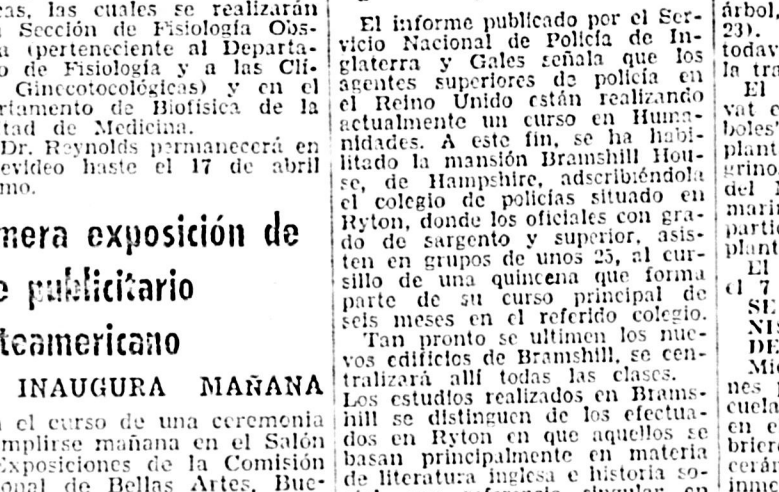 cas, las cuales se realizarán
Sección de Fisiología Obs-
a (perteneciente al Departa-
o de Fisiología y a las Clí-
Ginecotocológicas) y en el
rtamento de Biofísica de la
ltad de Medicina.
Dr. Reynolds permanecerá en
evideo haste el 17 de abril
imo.
mera exposición de
e publicitario
teamericano
INAUGURA MAÑANA
n el curso de una ceremonia
mplirse mañana en el Salón
Exposiciones de la Comisión
onal de Bellas Artes, Bue-
El informe publicado por el Ser-
vicio Nacional de Policía de In-
glaterra y Gales señala que los
agentes superiores de policía en
el Reino Unido están realizando
actualmente un curso en Huma-
nidades. A este fin, se ha habi-
litado la mansión Bramshill Hou-
se, de Hampshire, adscribiéndola
el colegio de policías situado en
Ryton, donde los oficiales con gra-
do de sargento y superior, asis-
ten en grupos de unos 25, al cur-
sillo de una quincena que forma
parte de su curso principal de
seis meses en el referido colegio.
Tan pronto se ultimen los nue-
vos edificios de Bramshill, se cen-
tralizará allí todas las clases.
Los estudios realizados en Brams-
hill se distinguen de los efectua-
dos en Ryton en que aquellos se
basan principalmente en materia
de literatura inglesa e historia so-
árbol.
23).
todav
la tra
El
vat e
boles
plant
grino
del
marin
partic
plant
El
el 7
SE
NIS
DE
Mié
nes
cuela
en e
brier
cerán
inme